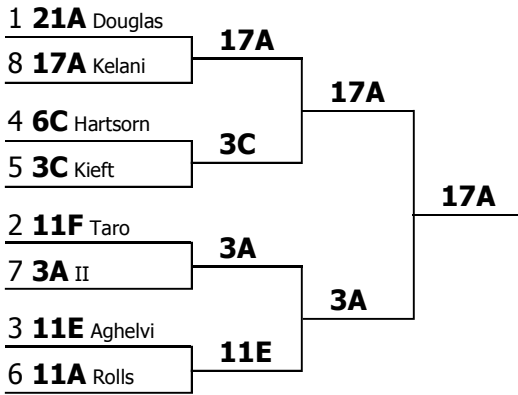 1 21A Douglas
8 17A Kelani
17A
4 6C Hartsorn
5 3C Kieft
3C
17A
2 11F Taro
7 3A II
3A
3 11E Aghelvi
6 11A Rolls
11E
3A
17A